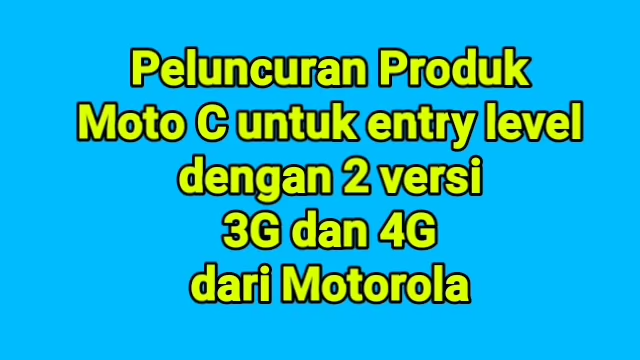 Peluncuran Produk
Moto C untuk entry level
dengan 2 versi
3G dan 4G
dari Motorola